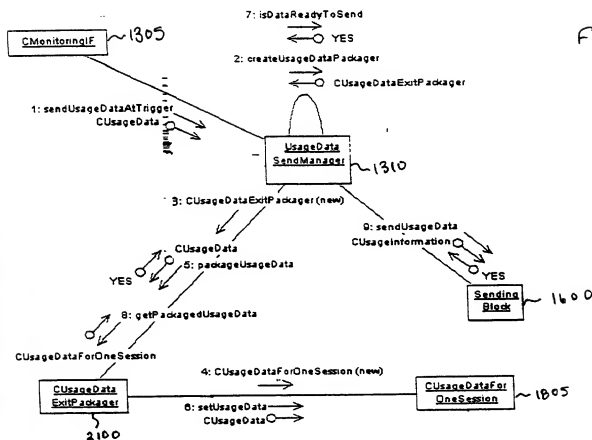 7: isDataReadyToSend
YES
F
CMonitoringIF
1305
2: createUsageDataPackager
CUsageDataExitPackager
1: sendUsageDataAtTrigger
CUsageData
UsageData
SendManager
1310
3: CUsageDataExitPackager (new)
9: sendUsageData
CUsageInformation
YES
CUsageData
5: packageUsageData
YES
Sending
Block
1600
8: getPackagedUsageData
CUsageDataForOneSession
4: CUsageDataForOneSession (new)
CUsageData
ExitPackager
2100
CUsageDataFor
OneSession
1805
6: setUsageData
CUsageData